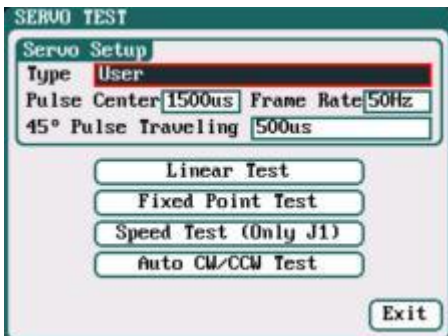 SERVO TEST
Servo Setup
Type User
Pulse Center 1500us Frame Rate 50Hz
45° Pulse Traveling 500us
Linear Test
Fixed Point Test
Speed Test (Only J1)
Auto CW/CCW Test
Exit